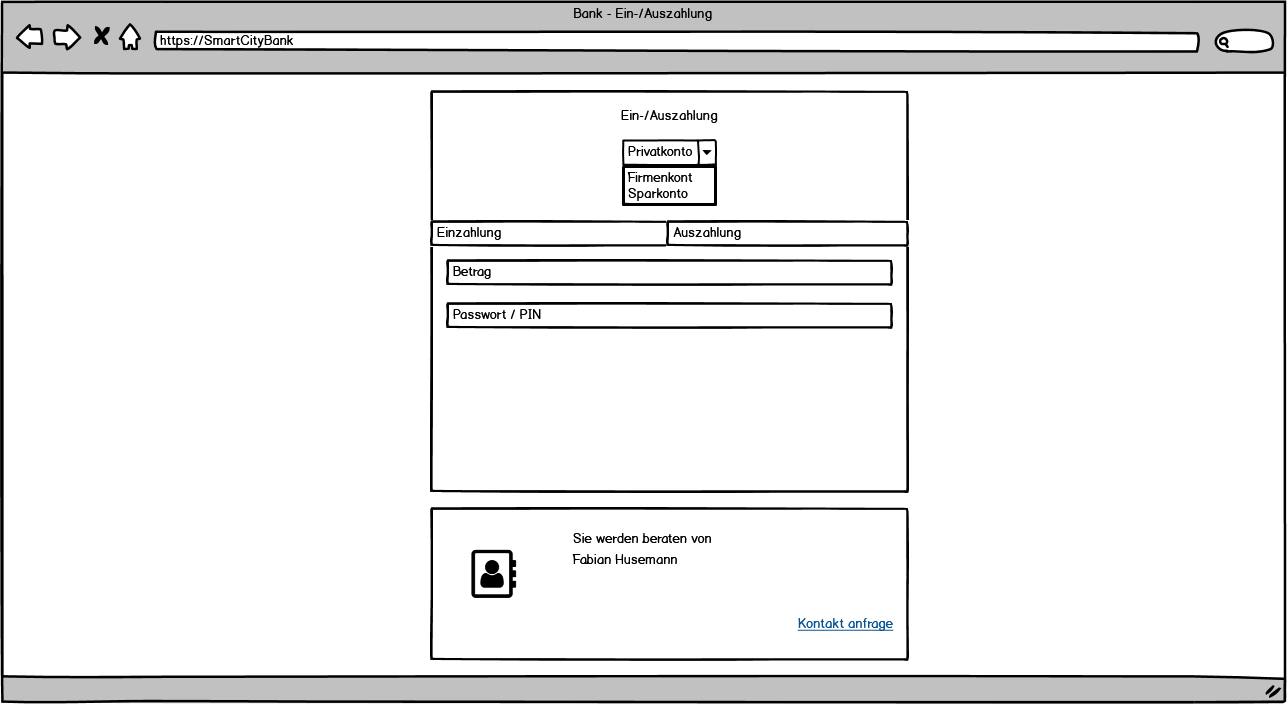 Bank - Ein-/Auszahlung
https://SmartCityBank
Ein-/Auszahlung
Privatkonto
Firmenkont
Sparkonto
Einzahlung
Auszahlung
Betrag
Passwort / PIN
Sie werden beraten von
Fabian Husemann
Kontakt anfrage